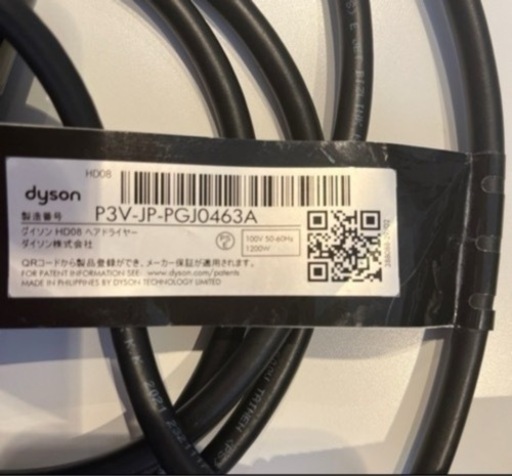 HD08
dyson
製造番号 P3V-JP-PGJ0463A
ダイソン HD08 ヘアドライヤー
ダイソン株式会社
100V 50-60Hz
1200W
QRコードから製品登録ができ、メーカー保証が適用されます。
FOR PATENT INFORMATION SEE: www.dyson.com/patents
MADE IN PHILIPPINES BY DYSON TECHNOLOGY LIMITED
2021